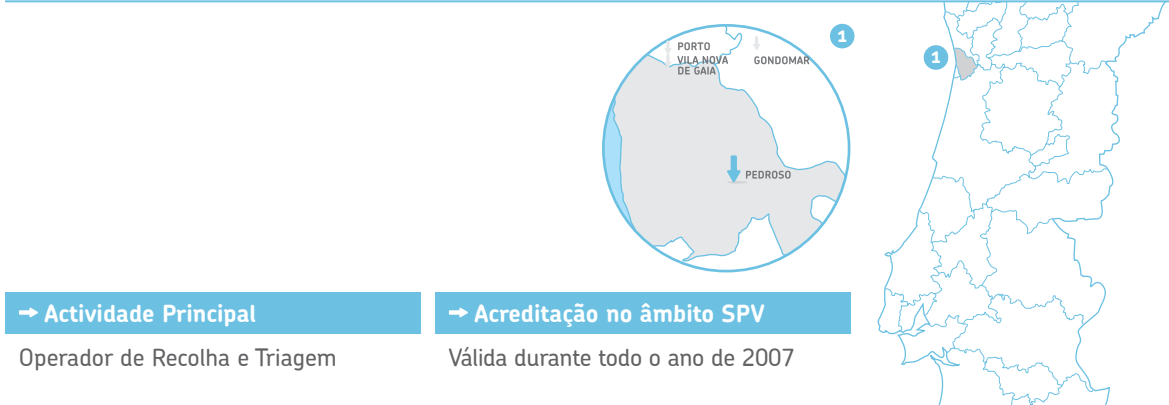 1
PORTO
VILA NOVA
DE GAIA
GONDOMAR
1
PEDROSO
→ Actividade Principal
→ Acreditação no âmbito SPV
Operador de Recolha e Triagem
Válida durante todo o ano de 2007